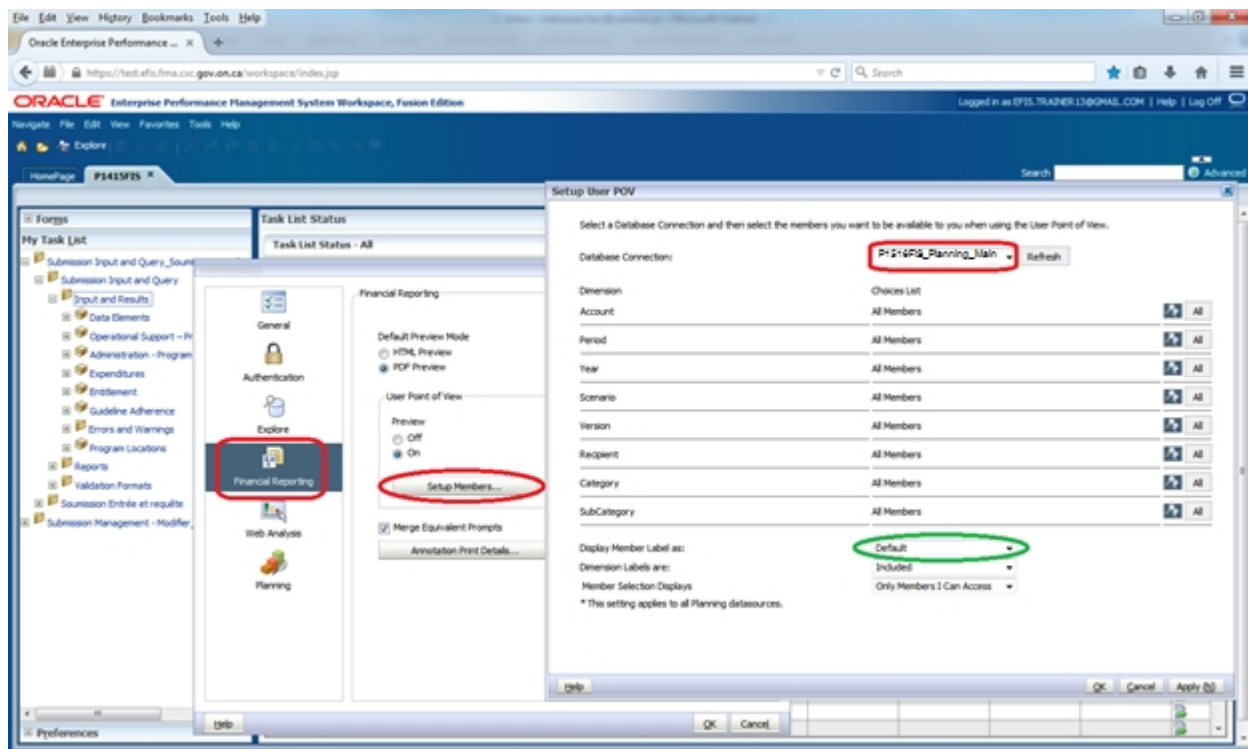 File Edit View History Bookmarks Tools Help
Oracle Enterprise Performance ... × +
https://test.efis.fma.csc.gov.on.ca/workspace/index.jsp
Search
ORACLE Enterprise Performance Management System Workspace, Fusion Edition
Logged in as EFIS.TRAINER13@GMAIL.COM | Help | Log Off
Navigate File Edit View Favorites Tools Help
Explore
HomePage P1415FIS ×
Search Advanced
Forms
My Task List
Submission Input and Query_Soum
Submission Input and Query
Input and Results
Data Elements
Operational Support - Pr
Administration - Program
Expenditures
Entitlement
Guideline Adherence
Errors and Warnings
Program Locations
Reports
Validation Formats
Soumission Entrée et requête
Submission Management - Modifier_
Preferences
Task List Status
Task List Status - All
General
Authentication
Explore
Financial Reporting
Web Analysis
Planning
Financial Reporting
Default Preview Mode
HTML Preview
PDF Preview
User Point of View
Preview
Off
On
Setup Members...
Merge Equivalent Prompts
Annotation Print Details...
Help OK Cancel
Setup User POV
Select a Database Connection and then select the members you want to be available to you when using the User Point of View.
Database Connection: P1516FIS_Planning_Main Refresh
Dimension Choices List
Account All Members All
Period All Members All
Year All Members All
Scenario All Members All
Version All Members All
Recipient All Members All
Category All Members All
SubCategory All Members All
Display Member Label as: Default
Dimension Labels are: Included
Member Selection Displays Only Members I Can Access
* This setting applies to all Planning datasources.
Help OK Cancel Apply (N)